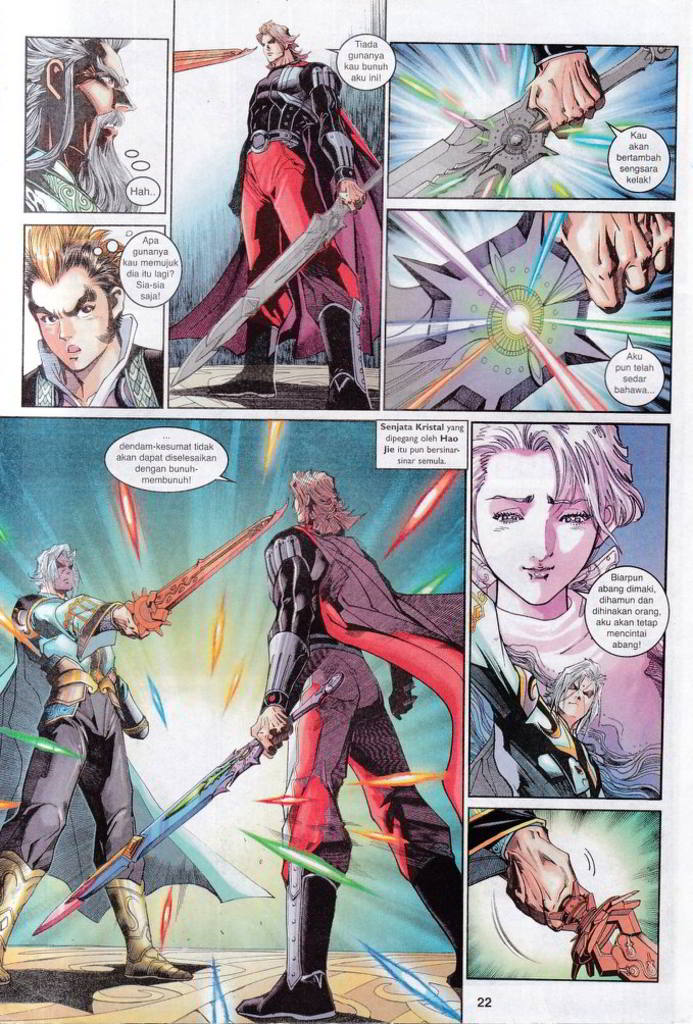 Hah..
Apa
gunanya
kau memujuk
dia itu lagi?
Sia-sia
saja!
Tiada
gunanya
kau bunuh
aku ini!
Kau
akan
bertambah
sengsara
kelak!
Aku
pun telah
sedar
bahawa...
...
dendam-kesumat tidak
akan dapat diselesaikan
dengan bunuh-
membunuh!
Senjata Kristal yang
dipegang oleh Hao
Jie itu pun bersinar-
sinar semula.
Biarpun
abang dimaki,
dihamun dan
dihinakan orang,
aku akan tetap
mencintai
abang!
22